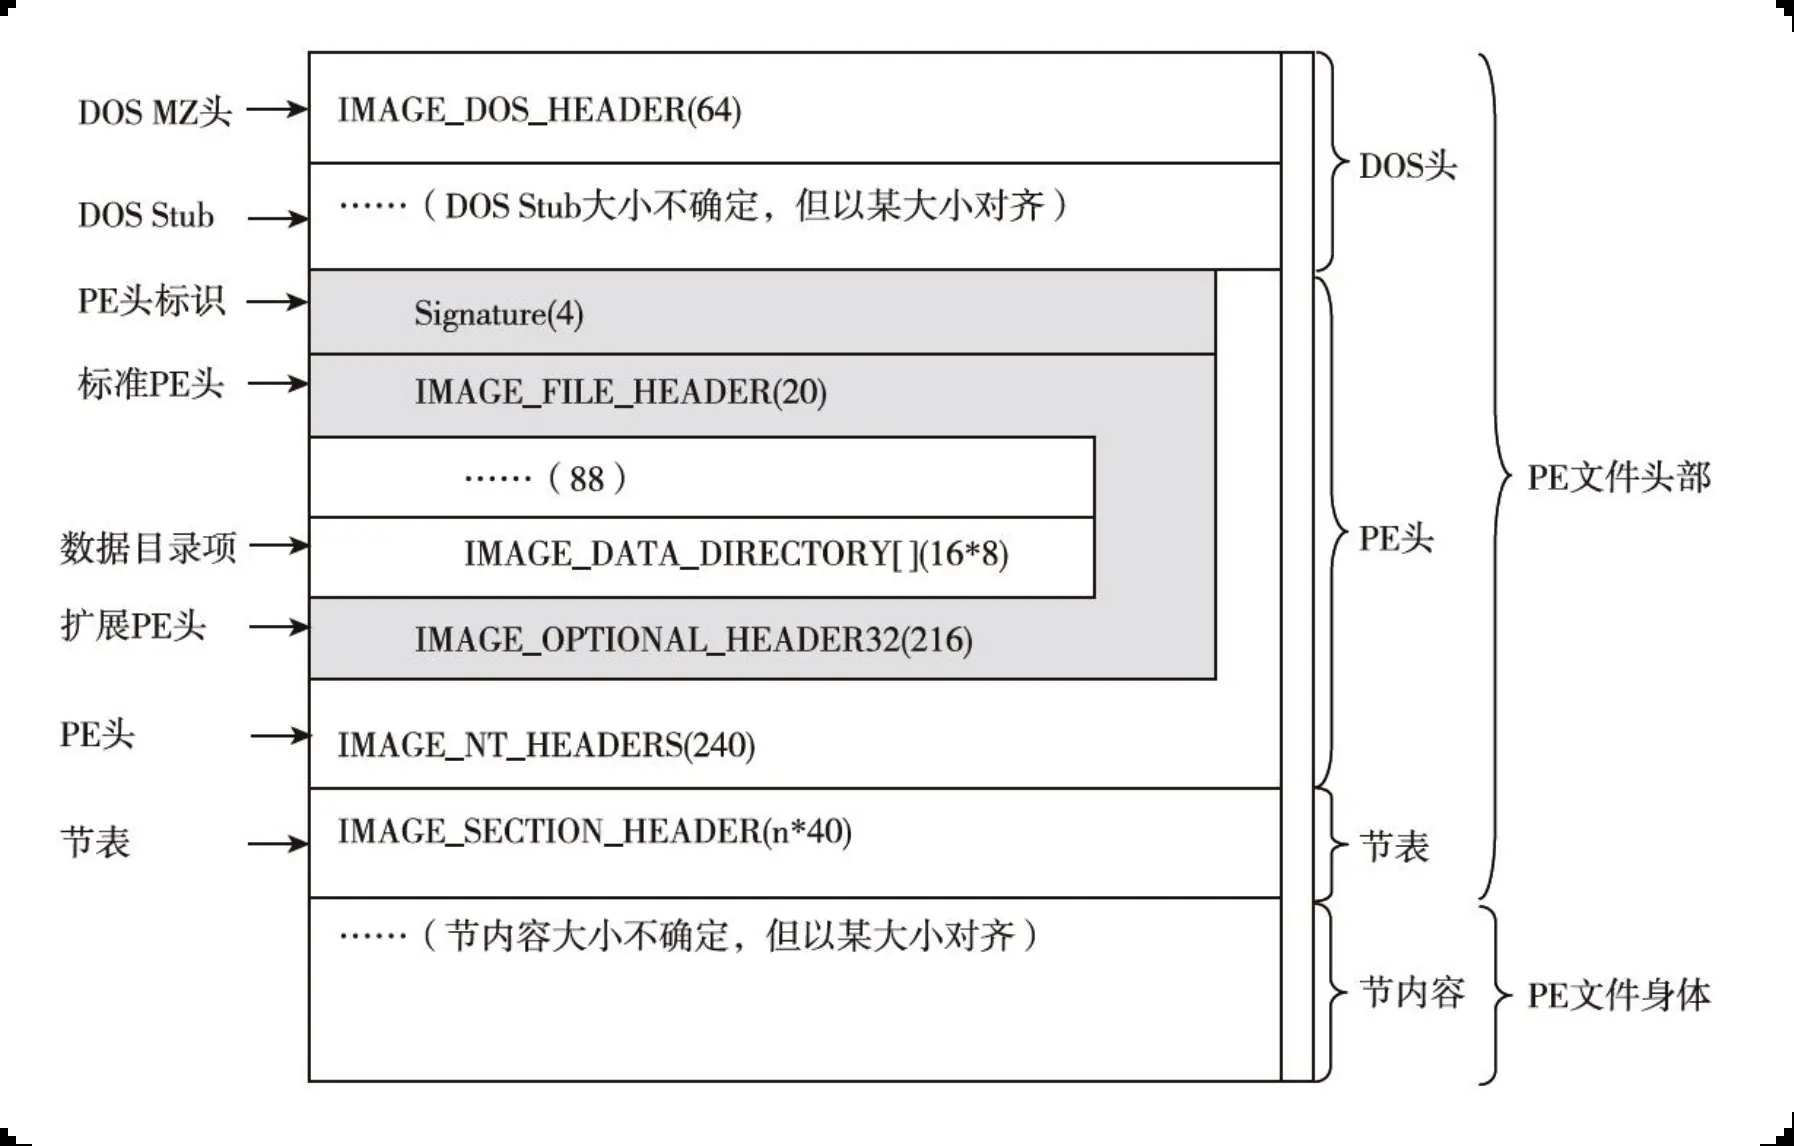 DOS MZ头
IMAGE_DOS_HEADER(64)
DOS头
DOS Stub
……（DOS Stub大小不确定，但以某大小对齐）
PE头标识
Signature(4)
标准PE头
IMAGE_FILE_HEADER(20)
……（88）
PE文件头部
数据目录项
IMAGE_DATA_DIRECTORY[ ](16*8)
PE头
扩展PE头
IMAGE_OPTIONAL_HEADER32(216)
PE头
IMAGE_NT_HEADERS(240)
节表
IMAGE_SECTION_HEADER(n*40)
节表
……（节内容大小不确定，但以某大小对齐）
节内容
PE文件身体